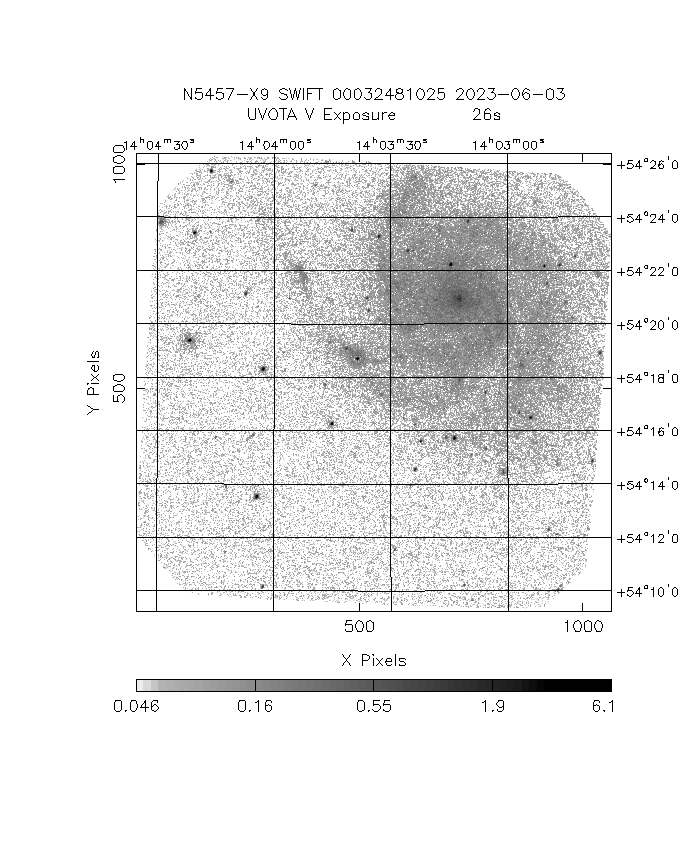 N5457-X9 SWIFT 00032481025 2023-06-03
UVOTA V Exposure 26s
14ʰ04ᵐ30ˢ 14ʰ04ᵐ00ˢ 14ʰ03ᵐ30ˢ 14ʰ03ᵐ00ˢ
1000
+54°26'0
+54°24'0
+54°22'0
+54°20'0
Y Pixels
500
+54°18'0
+54°16'0
+54°14'0
+54°12'0
+54°10'0
500 1000
X Pixels
0.046 0.16 0.55 1.9 6.1